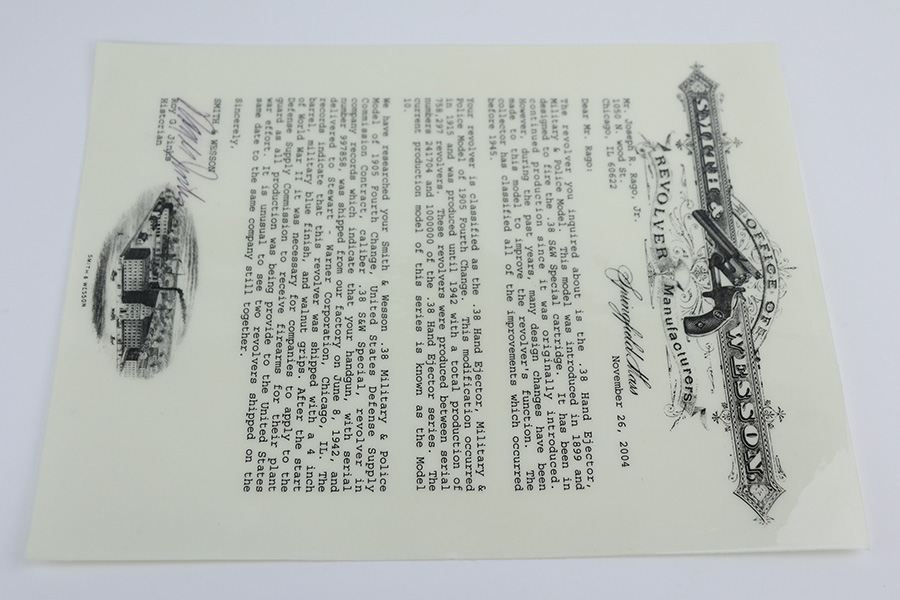 OFFICE OF
SMITH & WESSON
REVOLVER Manufacturers
Springfield Mass
November 26, 2004
Mr. Joseph R. Rago, Jr.
1050 N. Wood St.
Chicago, IL 60622
Dear Mr. Rago:
The revolver you inquired about is the .38 Hand Ejector,
Military & Police Model. This model was introduced in 1899 and
designed to fire the .38 S&W Special cartridge. It has been in
continued production since it was originally introduced.
However, during the past years, many design changes have been
made to this model to improve the revolver's function. The
collector has classified all of the improvements which occurred
before 1945.
Your revolver is classified as the .38 Hand Ejector, Military &
Police Model of 1905 Fourth Change. This modification occurred
in 1915 and was produced until 1942 with a total production of
758,297 revolvers. These revolvers were produced between serial
numbers 241704 and 1000000 of the .38 Hand Ejector series. The
current production model of this series is known as the Model
10.
We have researched your Smith & Wesson .38 Military & Police
Model of 1905 Fourth Change, United States Defense Supply
Commission Contract, caliber .38 S&W Special, revolver in
company records which indicate that your handgun, with serial
number 997858, was shipped from our factory on June 8, 1942, and
delivered to Stewart - Warner Corporation, Chicago, IL. The
records indicate that this revolver was shipped with a 4 inch
barrel, military blue finish, and walnut grips. After the start
of World War II it was necessary for companies to apply to the
Defense Supply Commission to receive firearms for their plant
guard as all production was being provide to the United States
war effort. It is unusual to see two revolvers shipped on the
same date to the same company still together.
Sincerely,
SMITH & WESSON
Roy G. Jinks
Historian
SMITH & WESSON